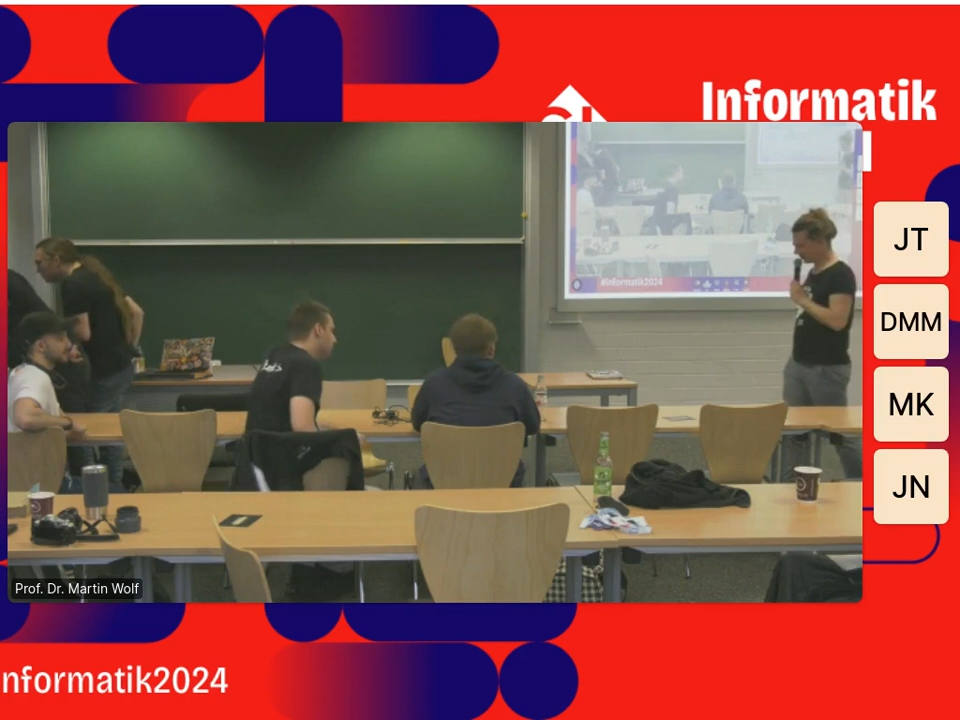 Informatik
JT
DMM
MK
JN
#Informatik2024
Prof. Dr. Martin Wolf
nformatik2024